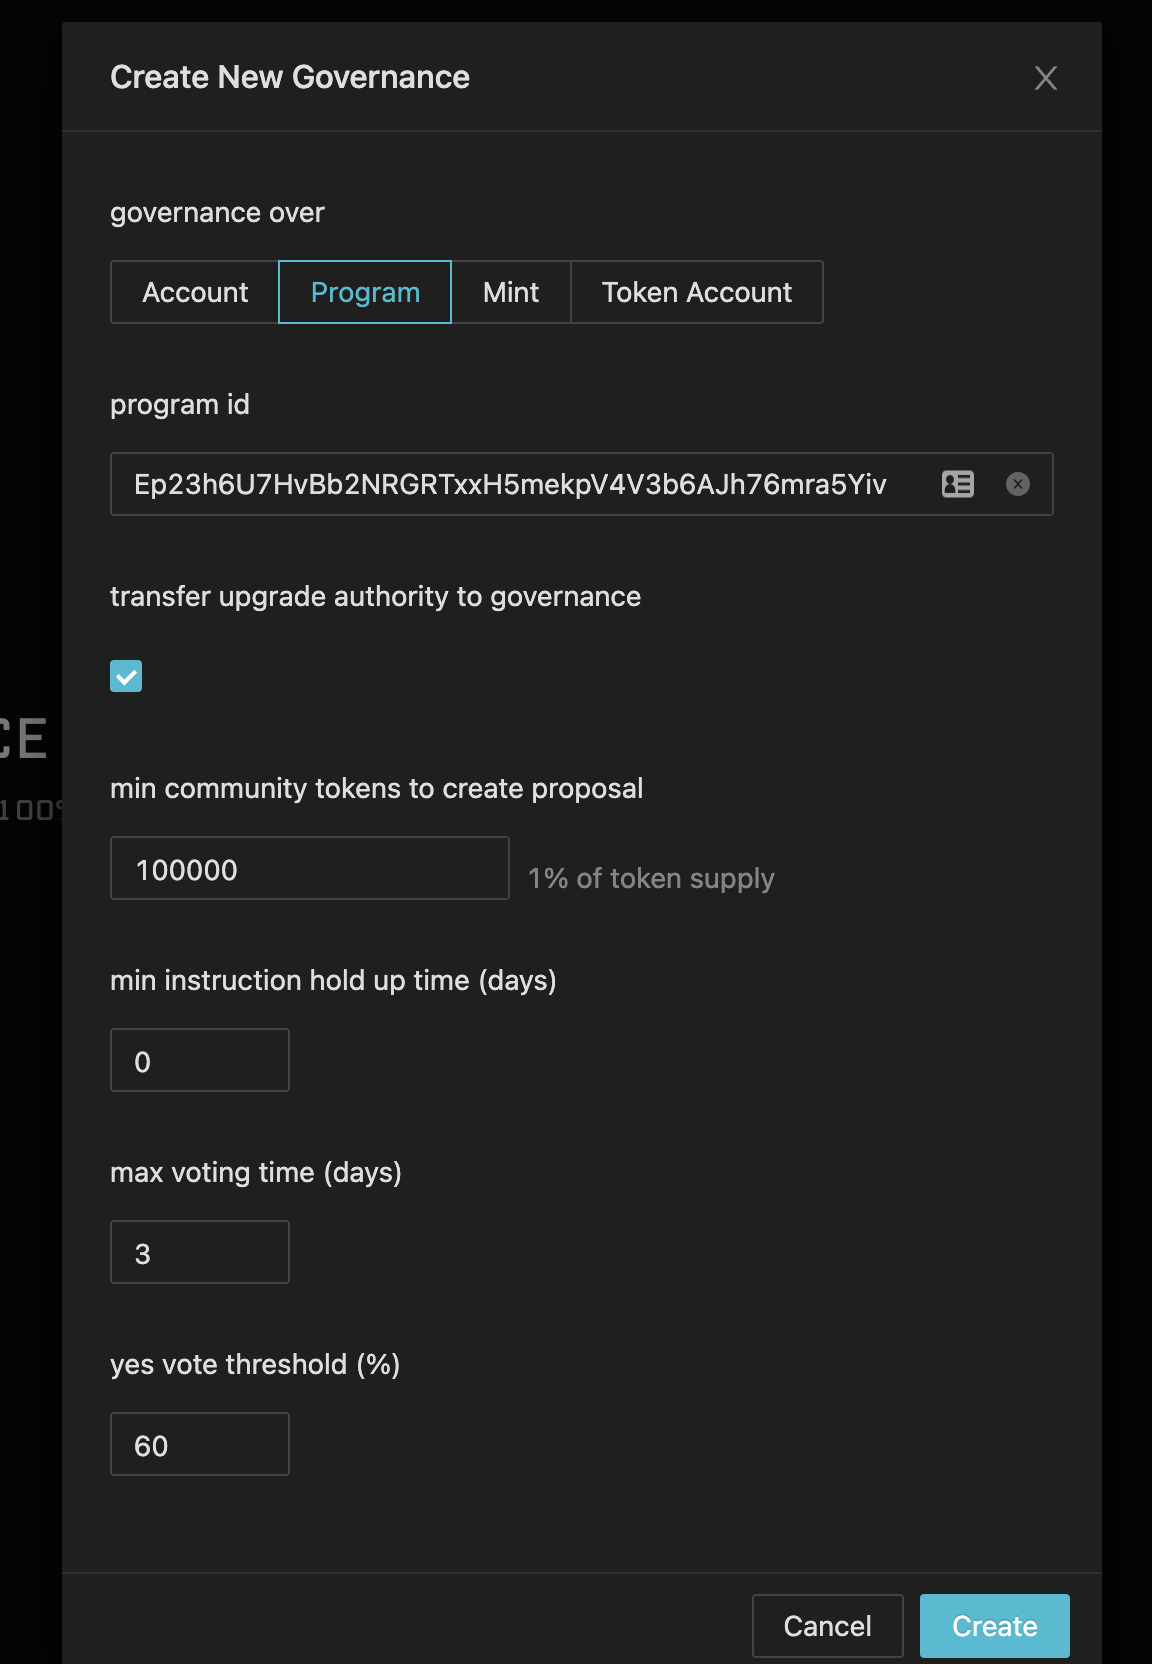 Create New Governance
governance over
Account Program Mint Token Account
program id
Ep23h6U7HvBb2NRGRTxxH5mekpV4V3b6AJh76mra5Yiv
transfer upgrade authority to governance
CE
min community tokens to create proposal
100%
100000 1% of token supply
min instruction hold up time (days)
0
max voting time (days)
3
yes vote threshold (%)
60
Cancel Create